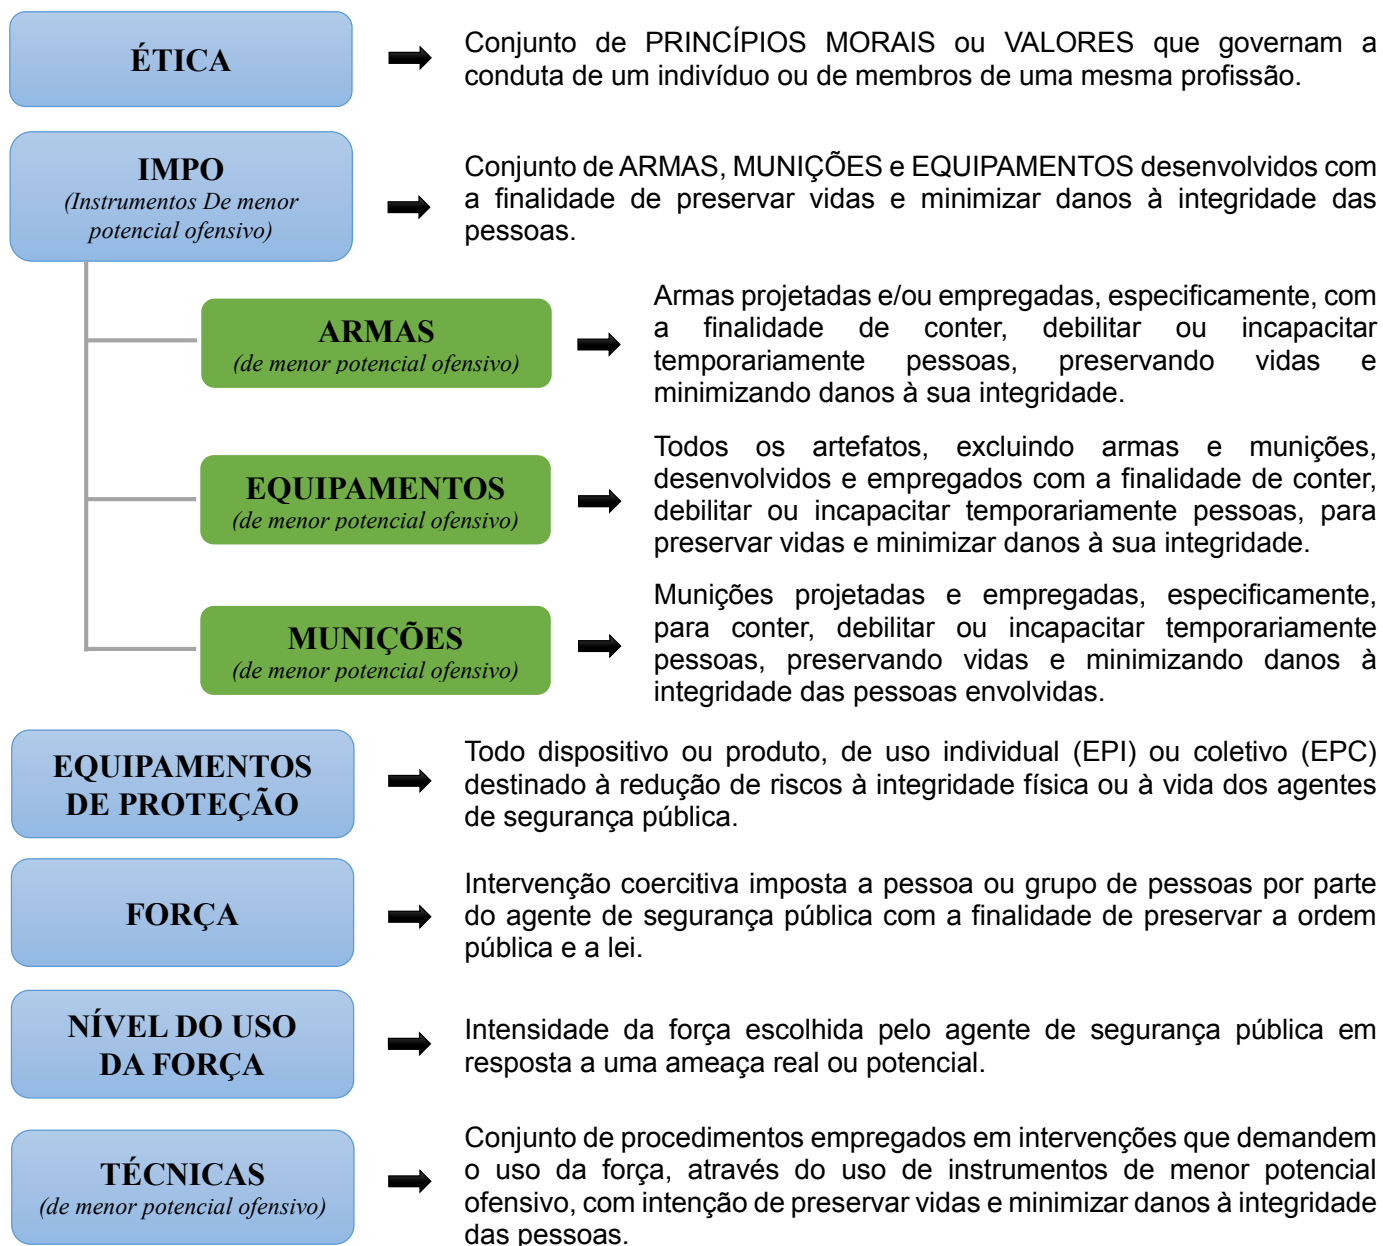 ÉTICA
Conjunto de PRINCÍPIOS MORAIS ou VALORES que governam a
conduta de um indivíduo ou de membros de uma mesma profissão.
IMPO
(Instrumentos De menor
potencial ofensivo)
Conjunto de ARMAS, MUNIÇÕES e EQUIPAMENTOS desenvolvidos com
a finalidade de preservar vidas e minimizar danos à integridade das
pessoas.
ARMAS
(de menor potencial ofensivo)
Armas projetadas e/ou empregadas, especificamente, com
a finalidade de conter, debilitar ou incapacitar
temporariamente pessoas, preservando vidas e
minimizando danos à sua integridade.
EQUIPAMENTOS
(de menor potencial ofensivo)
Todos os artefatos, excluindo armas e munições,
desenvolvidos e empregados com a finalidade de conter,
debilitar ou incapacitar temporariamente pessoas, para
preservar vidas e minimizar danos à sua integridade.
MUNIÇÕES
(de menor potencial ofensivo)
Munições projetadas e empregadas, especificamente,
para conter, debilitar ou incapacitar temporariamente
pessoas, preservando vidas e minimizando danos à
integridade das pessoas envolvidas.
EQUIPAMENTOS
DE PROTEÇÃO
Todo dispositivo ou produto, de uso individual (EPI) ou coletivo (EPC)
destinado à redução de riscos à integridade física ou à vida dos agentes
de segurança pública.
FORÇA
Intervenção coercitiva imposta a pessoa ou grupo de pessoas por parte
do agente de segurança pública com a finalidade de preservar a ordem
pública e a lei.
NÍVEL DO USO
DA FORÇA
Intensidade da força escolhida pelo agente de segurança pública em
resposta a uma ameaça real ou potencial.
TÉCNICAS
(de menor potencial ofensivo)
Conjunto de procedimentos empregados em intervenções que demandem
o uso da força, através do uso de instrumentos de menor potencial
ofensivo, com intenção de preservar vidas e minimizar danos à integridade
das pessoas.